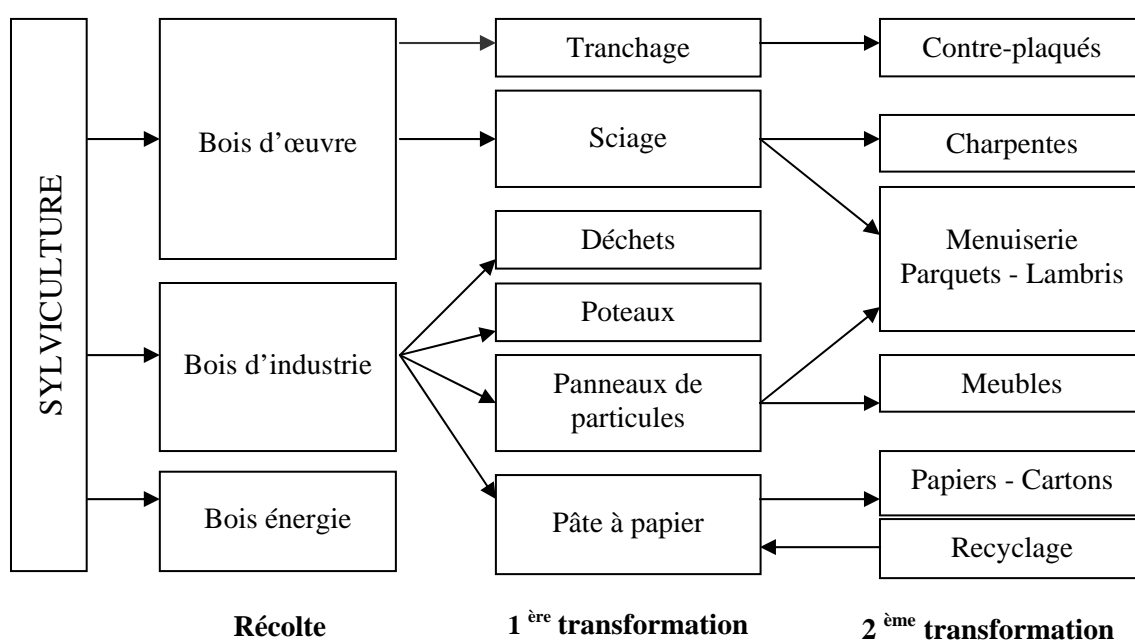 SYLVICULTURE
Bois d’œuvre
Bois d’industrie
Bois énergie
Tranchage
Sciage
Déchets
Poteaux
Panneaux de
particules
Pâte à papier
Contre-plaqués
Charpentes
Menuiserie
Parquets - Lambris
Meubles
Papiers - Cartons
Recyclage
Récolte
1 ère transformation
2 ème transformation